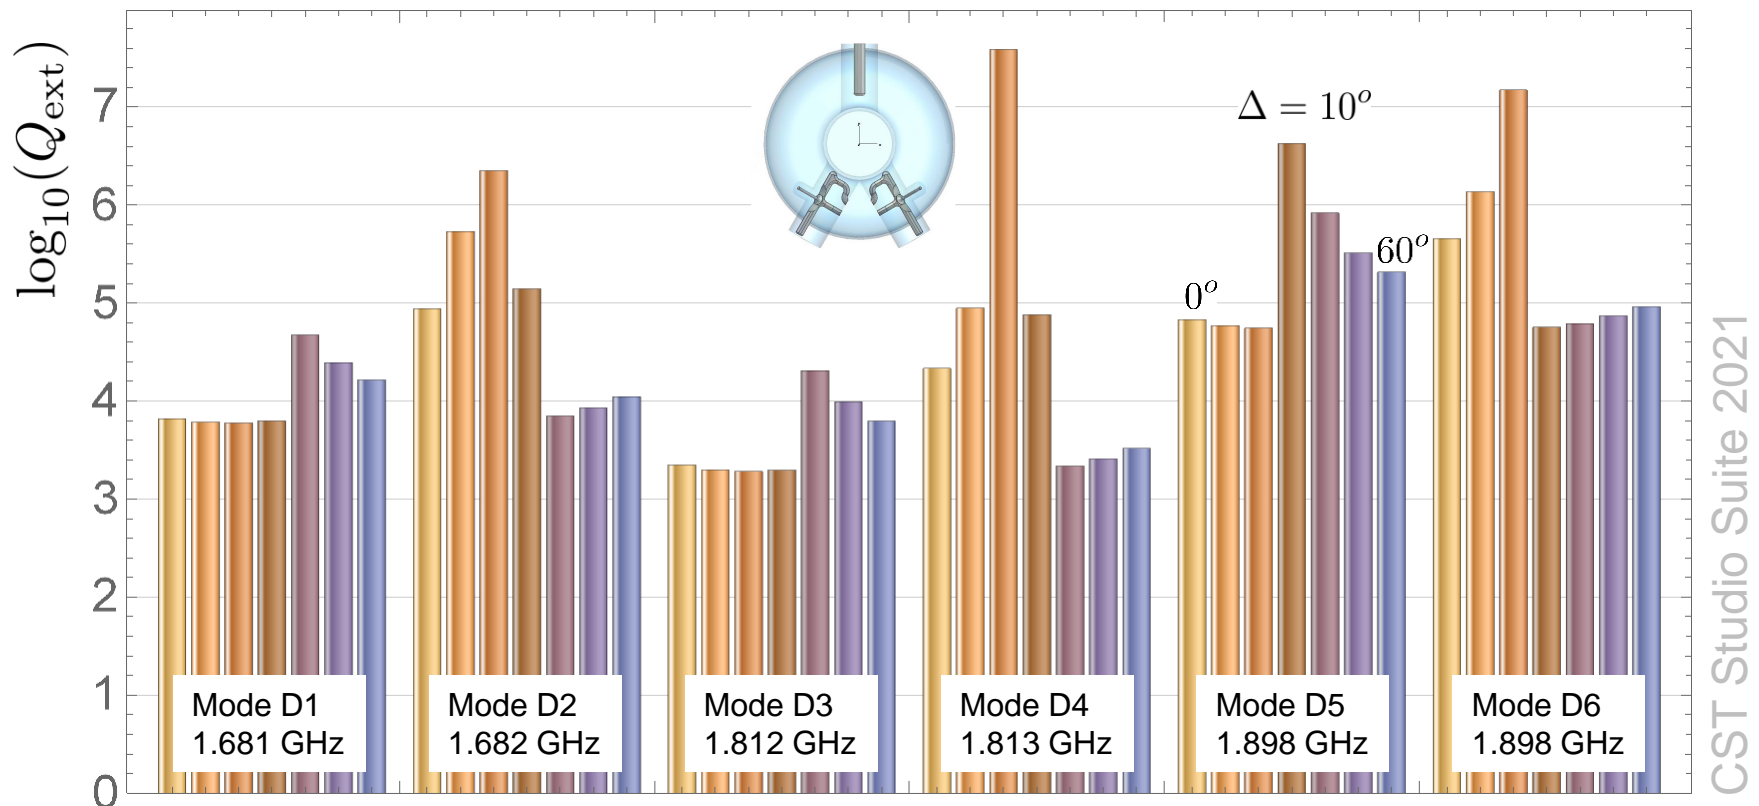 log10(Qext)
7
6
5
4
3
2
1
0
Δ = 10°
0°
60°
Mode D1
1.681 GHz
Mode D2
1.682 GHz
Mode D3
1.812 GHz
Mode D4
1.813 GHz
Mode D5
1.898 GHz
Mode D6
1.898 GHz
CST Studio Suite 2021